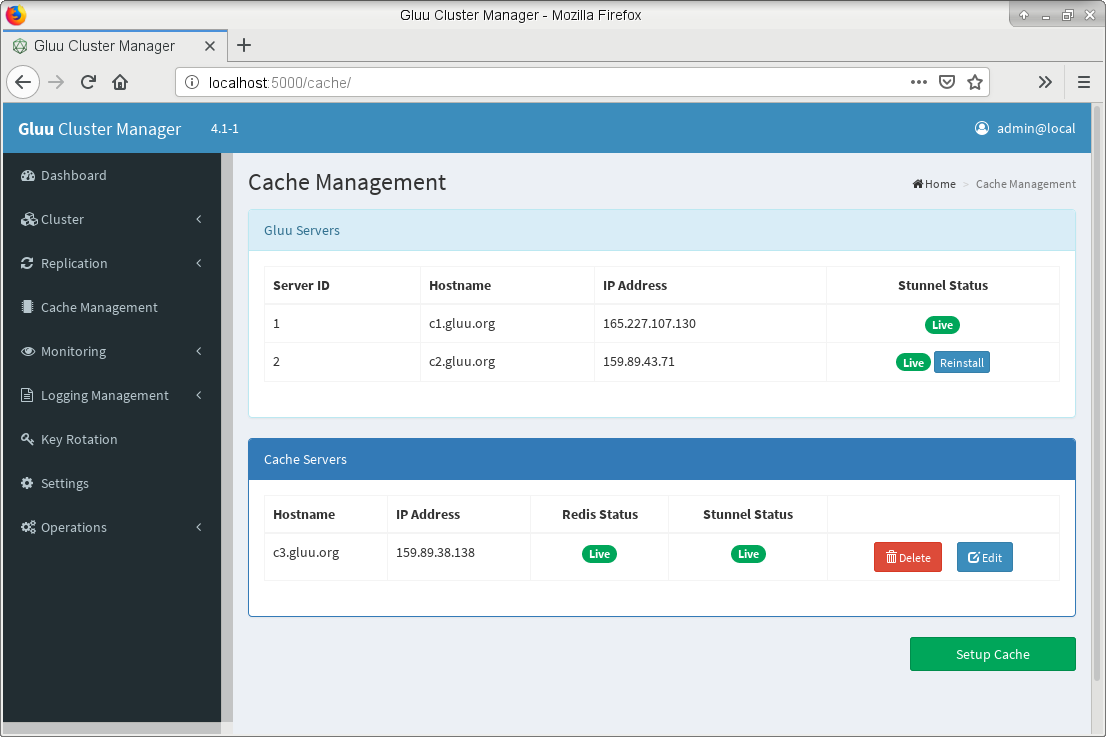 Gluu Cluster Manager - Mozilla Firefox
Gluu Cluster Manager
localhost:5000/cache/
Gluu Cluster Manager 4.1-1 admin@local
Dashboard
Cluster
Replication
Cache Management
Monitoring
Logging Management
Key Rotation
Settings
Operations
Cache Management
Home > Cache Management
Gluu Servers
Server ID Hostname IP Address Stunnel Status
1 c1.gluu.org 165.227.107.130 Live
2 c2.gluu.org 159.89.43.71 Live Reinstall
Cache Servers
Hostname IP Address Redis Status Stunnel Status
c3.gluu.org 159.89.38.138 Live Live Delete Edit
Setup Cache